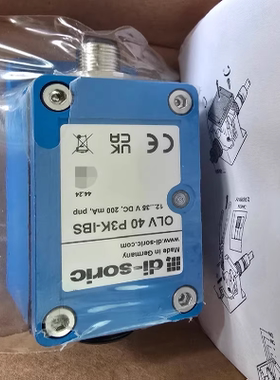 di-soric
Made in Germany
www.di-soric.com
OLV 40 P3K-IBS
12...35 V DC, 200 mA, pnp
44.24
UK
CA